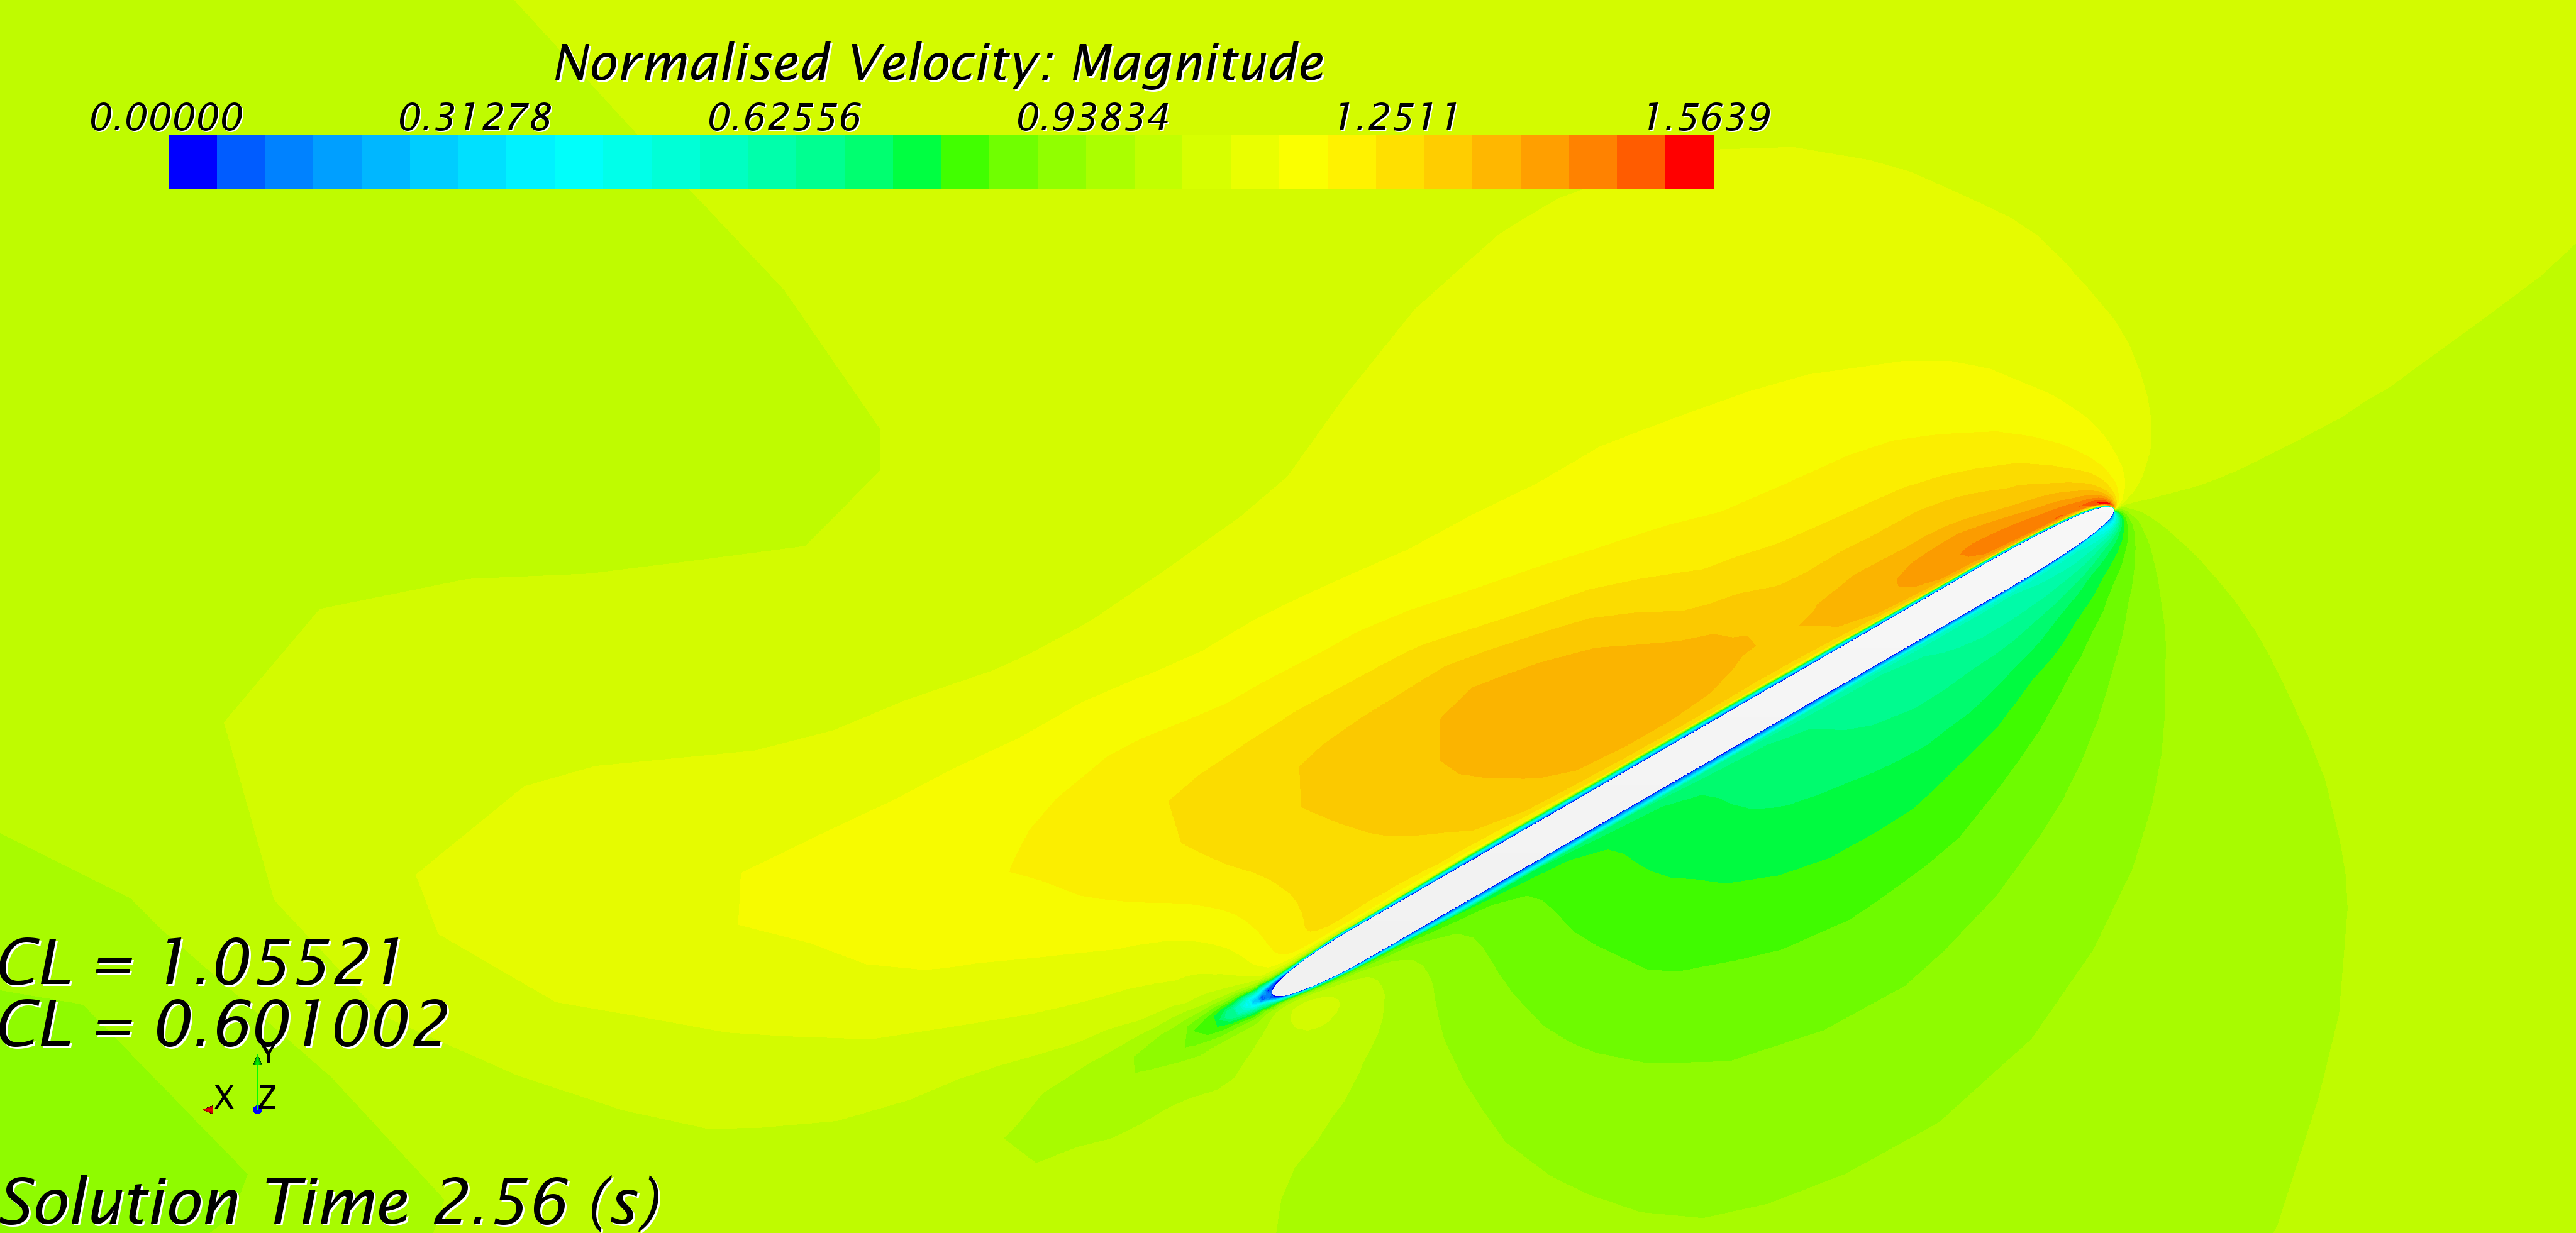 Normalised Velocity: Magnitude
0.00000 0.31278 0.62556 0.93834 1.2511 1.5639
CL = 1.05521
CL = 0.601002
Y
X Z
Solution Time 2.56 (s)